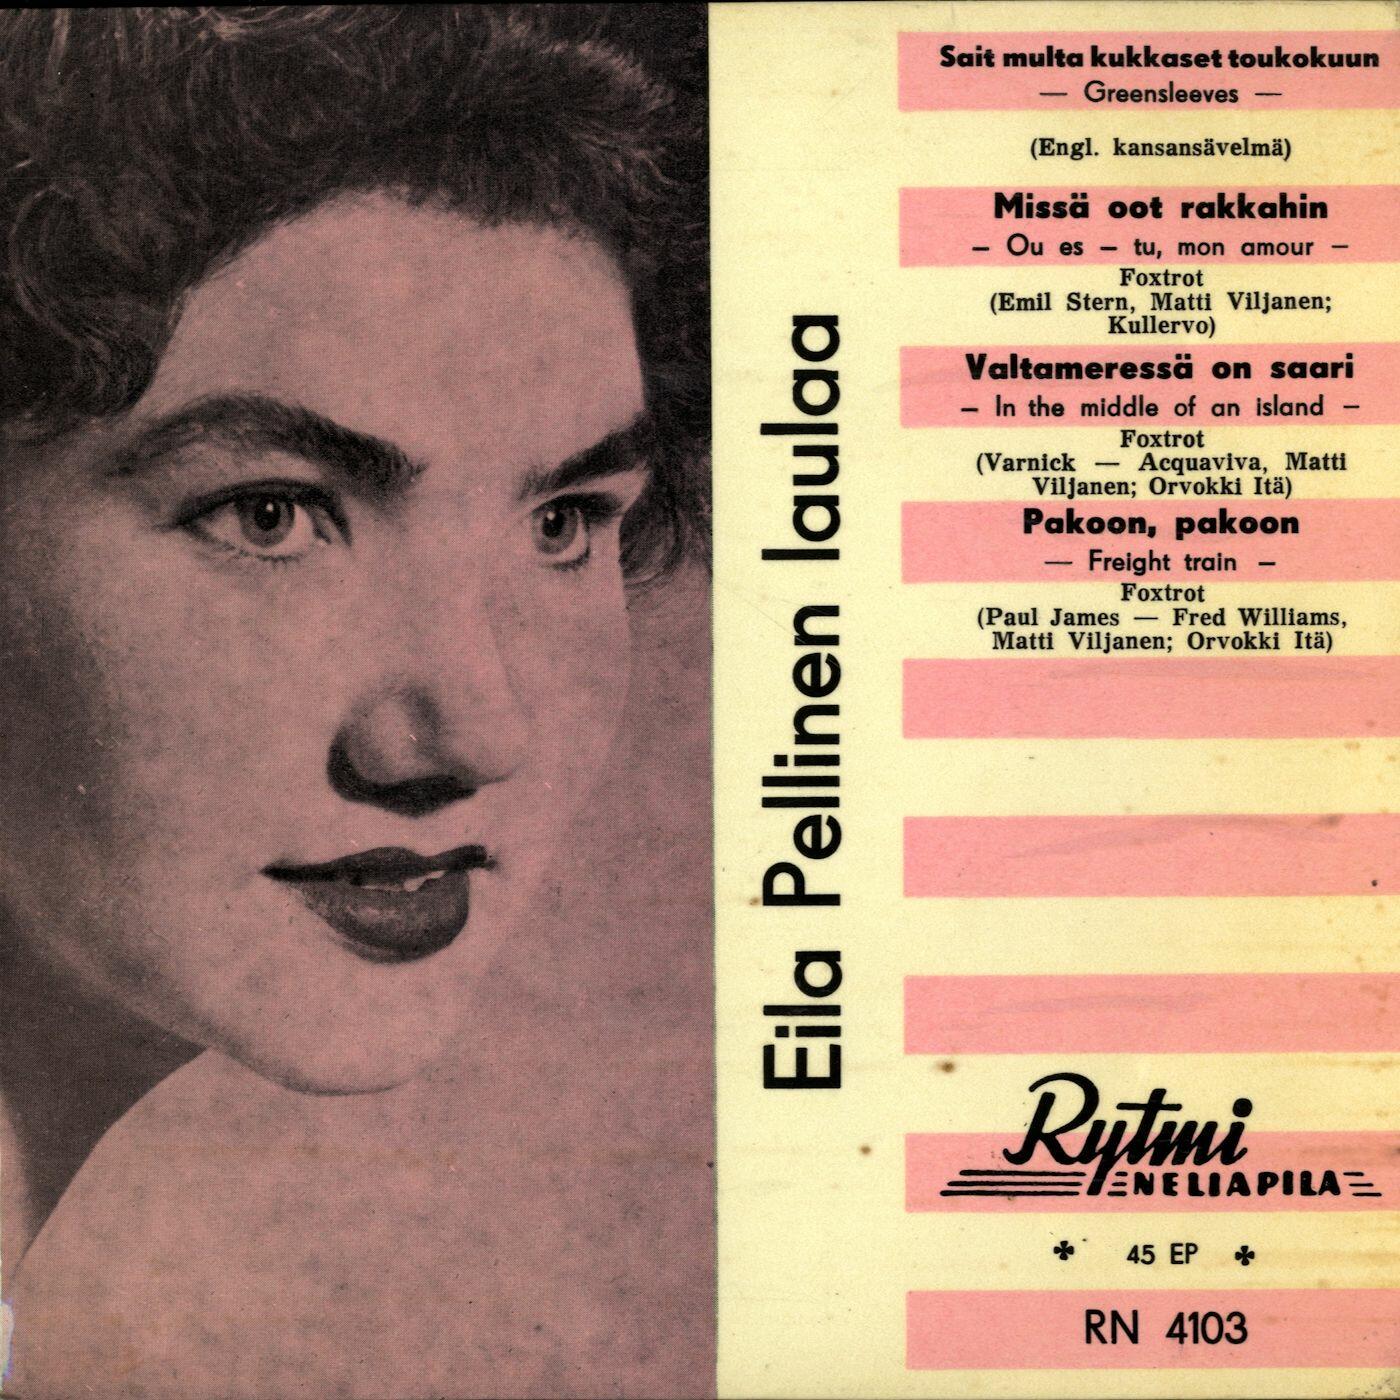 Sait multa kukkaset toukokuun
— Greensleeves —
(Engl. kansansävelmä)
Missä oot rakkahin
– Ou es – tu, mon amour –
Foxtrot
(Emil Stern, Matti Viljanen;
Kullervo)
Valtameressä on saari
– In the middle of an island –
Foxtrot
(Varnick — Acquaviva, Matti
Viljanen; Orvokki Itä)
Pakoon, pakoon
— Freight train –
Foxtrot
(Paul James — Fred Williams,
Matti Viljanen; Orvokki Itä)
Eila Pellinen laulaa
Rytmi
NELIAPILA
45 EP
RN 4103